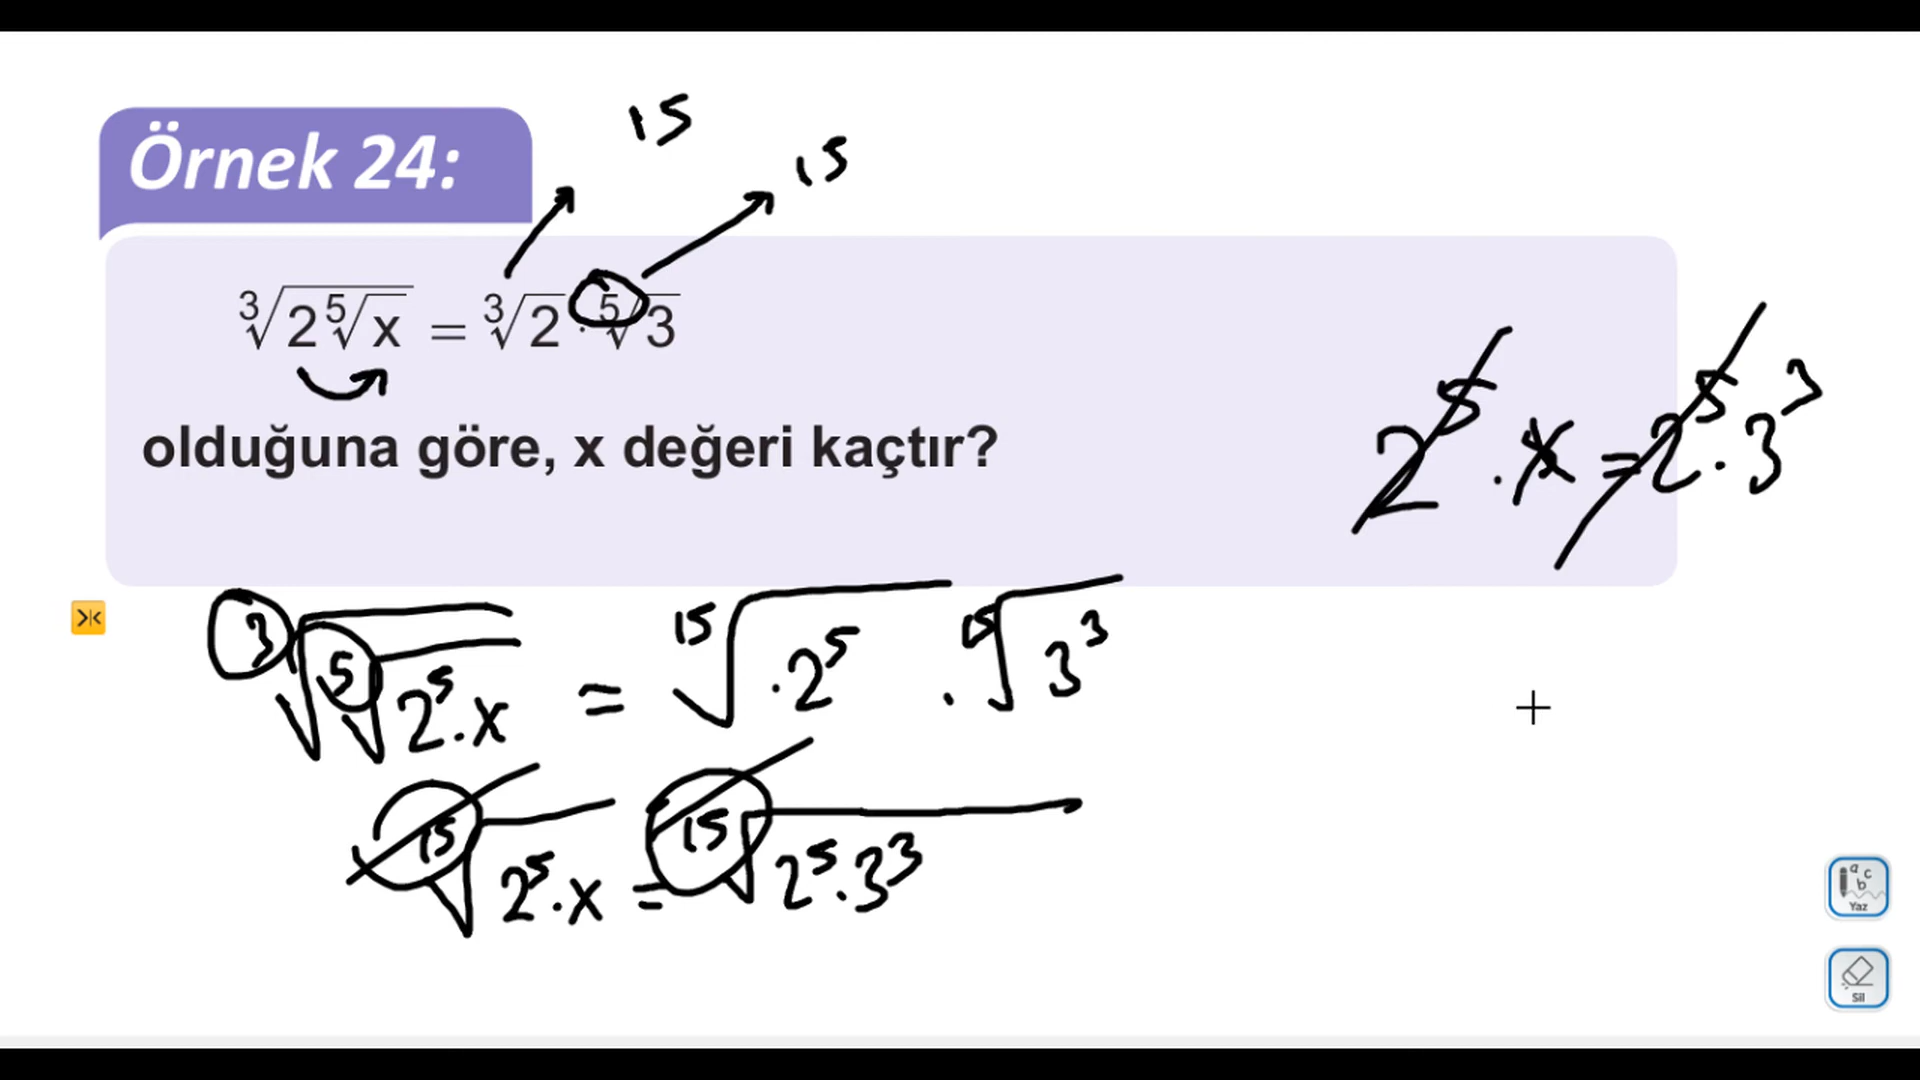 15
15
Örnek 24:
∛(2 ⁵√x) = ∛2 · ⁵√3
olduğuna göre, x değeri kaçtır?
2⁵ · x = 2⁵ · 3³
∛(⁵√(2⁵ · x)) = ¹⁵√(· 2⁵) · ¹⁵√(3³)
¹⁵√(2⁵ · x) = ¹⁵√(2⁵ · 3³)
a b c
Yaz
Sil